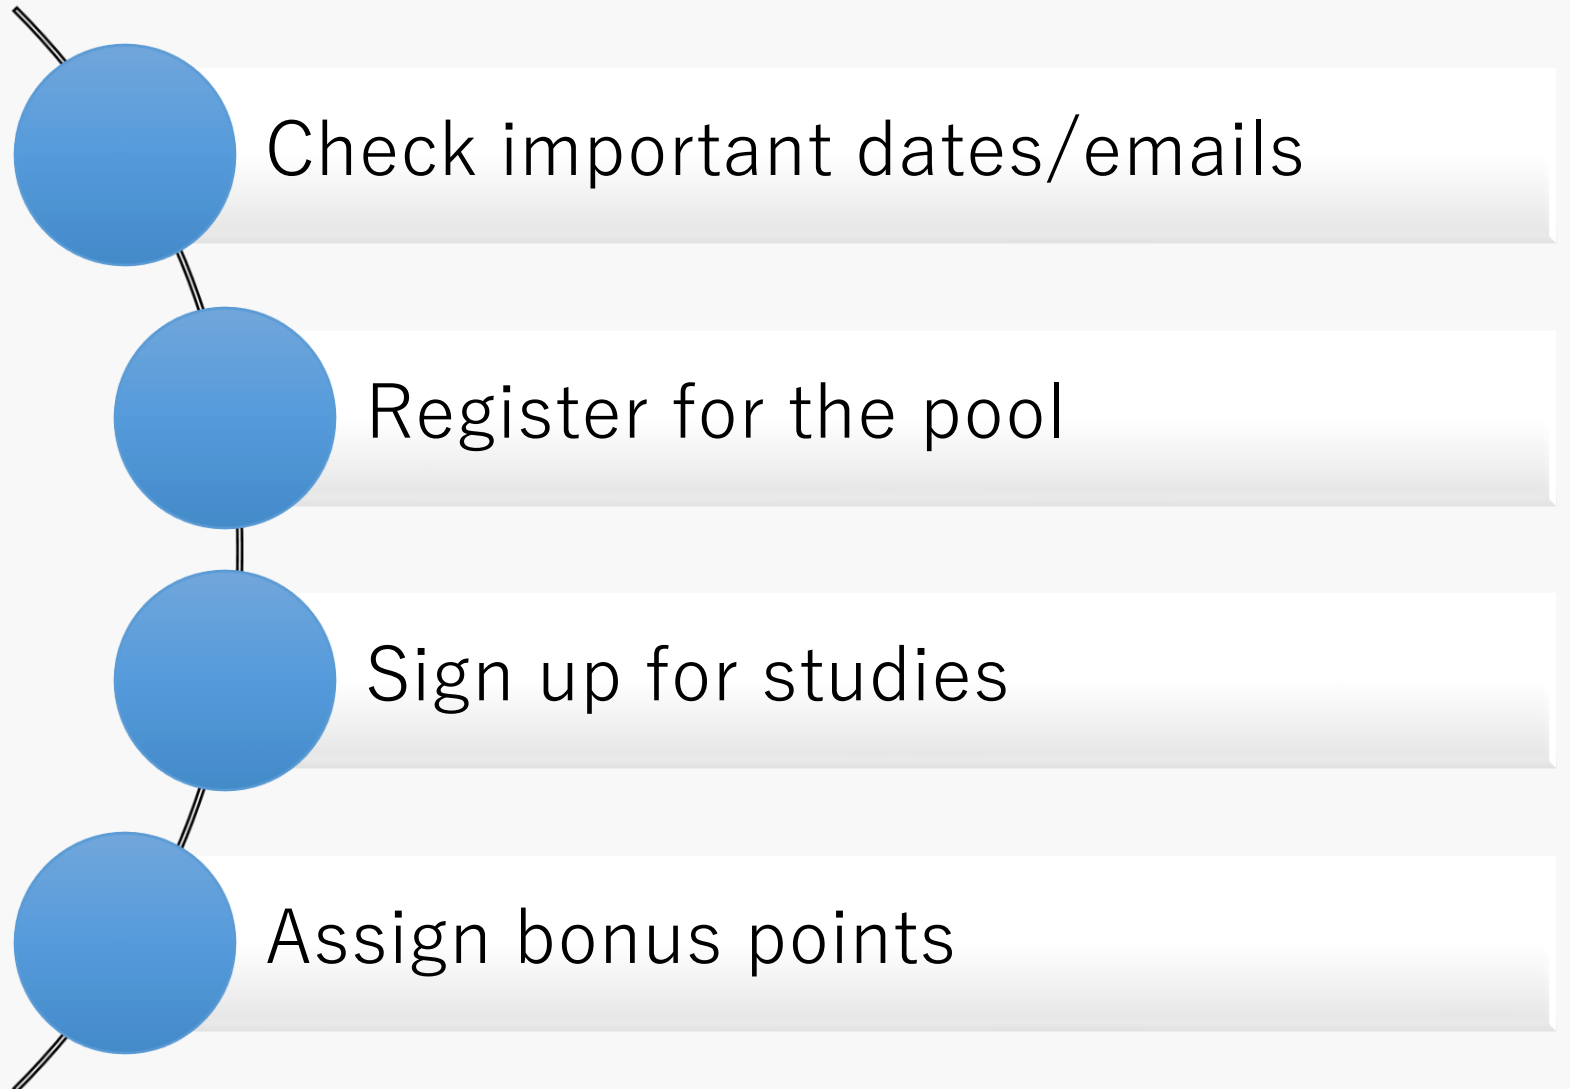 Check important dates/emails
Register for the pool
Sign up for studies
Assign bonus points